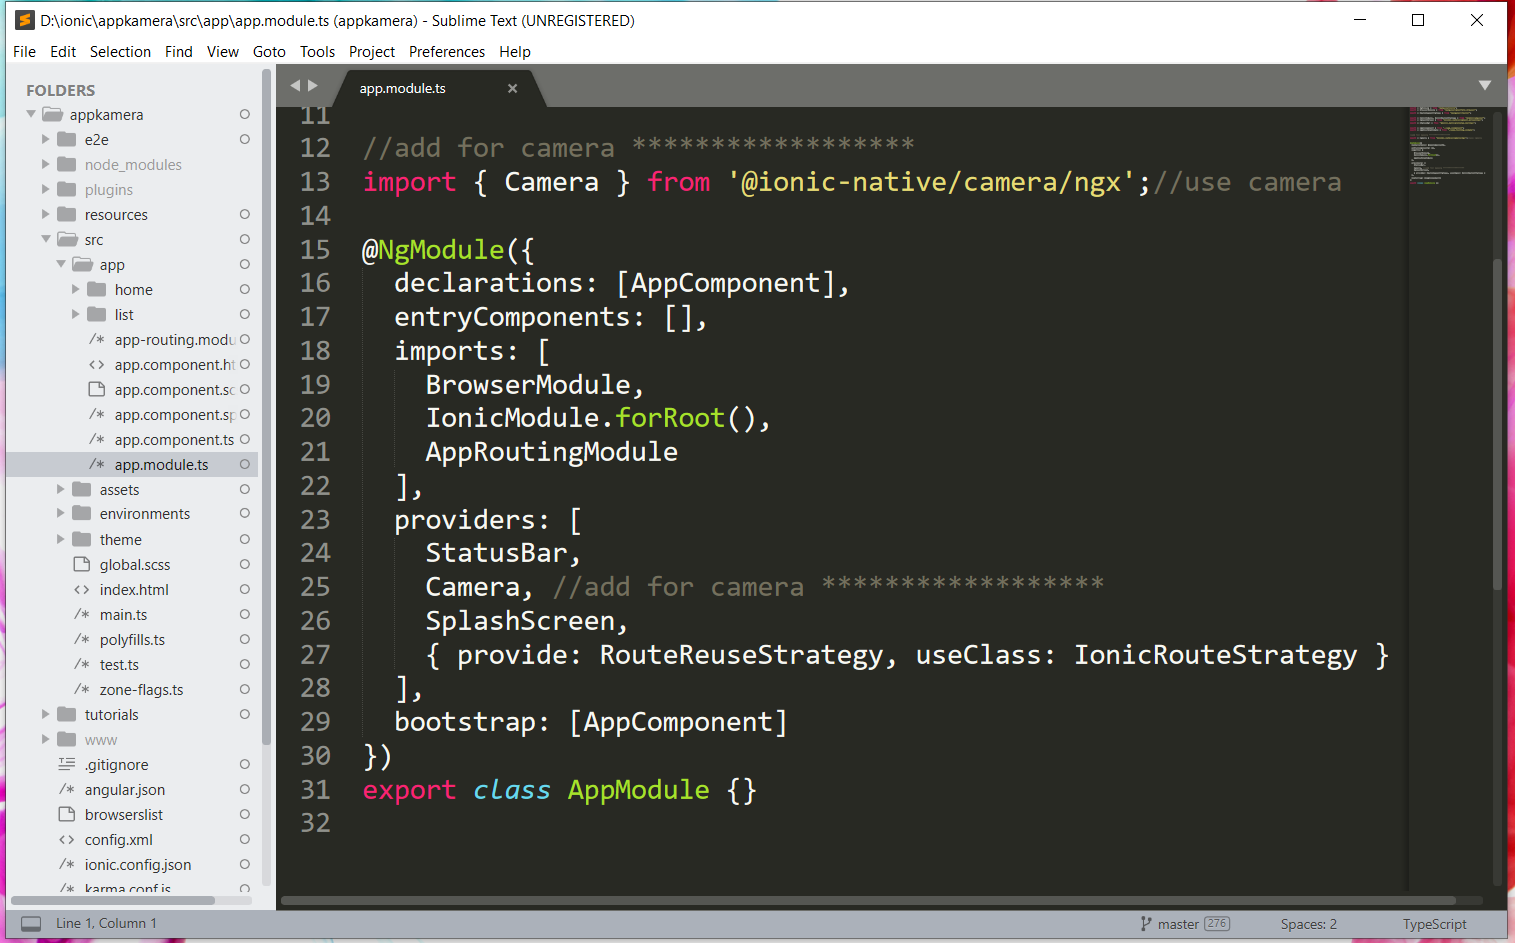 D:\ionic\appkamera\src\app\app.module.ts (appkamera) - Sublime Text (UNREGISTERED)
File Edit Selection Find View Goto Tools Project Preferences Help
FOLDERS
appkamera
e2e
node_modules
plugins
resources
src
app
home
list
app-routing.modu
app.component.ht
app.component.sc
app.component.sp
app.component.ts
app.module.ts
assets
environments
theme
global.scss
index.html
main.ts
polyfills.ts
test.ts
zone-flags.ts
tutorials
www
.gitignore
angular.json
browserslist
config.xml
ionic.config.json
karma.conf.js
app.module.ts
11
12 //add for camera ******************
13 import { Camera } from '@ionic-native/camera/ngx';//use camera
14
15 @NgModule({
16   declarations: [AppComponent],
17   entryComponents: [],
18   imports: [
19     BrowserModule,
20     IonicModule.forRoot(),
21     AppRoutingModule
22   ],
23   providers: [
24     StatusBar,
25     Camera, //add for camera ******************
26     SplashScreen,
27     { provide: RouteReuseStrategy, useClass: IonicRouteStrategy }
28   ],
29   bootstrap: [AppComponent]
30 })
31 export class AppModule {}
32
Line 1, Column 1 master 276 Spaces: 2 TypeScript